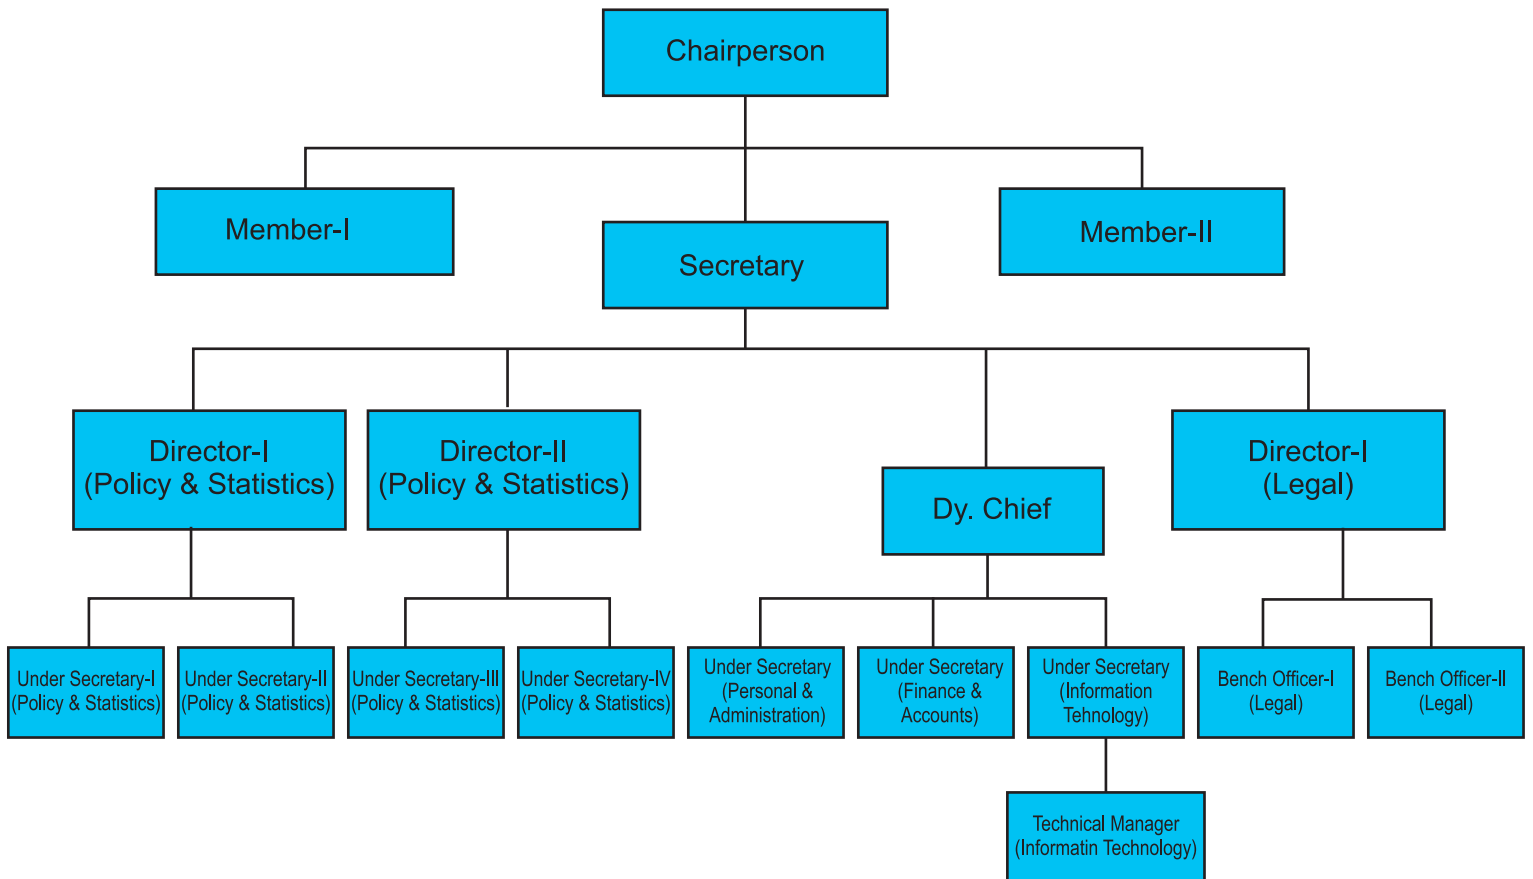 Chairperson
Member-I
Secretary
Member-II
Director-I
(Policy & Statistics)
Director-II
(Policy & Statistics)
Dy. Chief
Director-I
(Legal)
Under Secretary-I
(Policy & Statistics)
Under Secretary-II
(Policy & Statistics)
Under Secretary-III
(Policy & Statistics)
Under Secretary-IV
(Policy & Statistics)
Under Secretary
(Personal &
Administration)
Under Secretary
(Finance &
Accounts)
Under Secretary
(Information
Tehnology)
Bench Officer-I
(Legal)
Bench Officer-II
(Legal)
Technical Manager
(Informatin Technology)